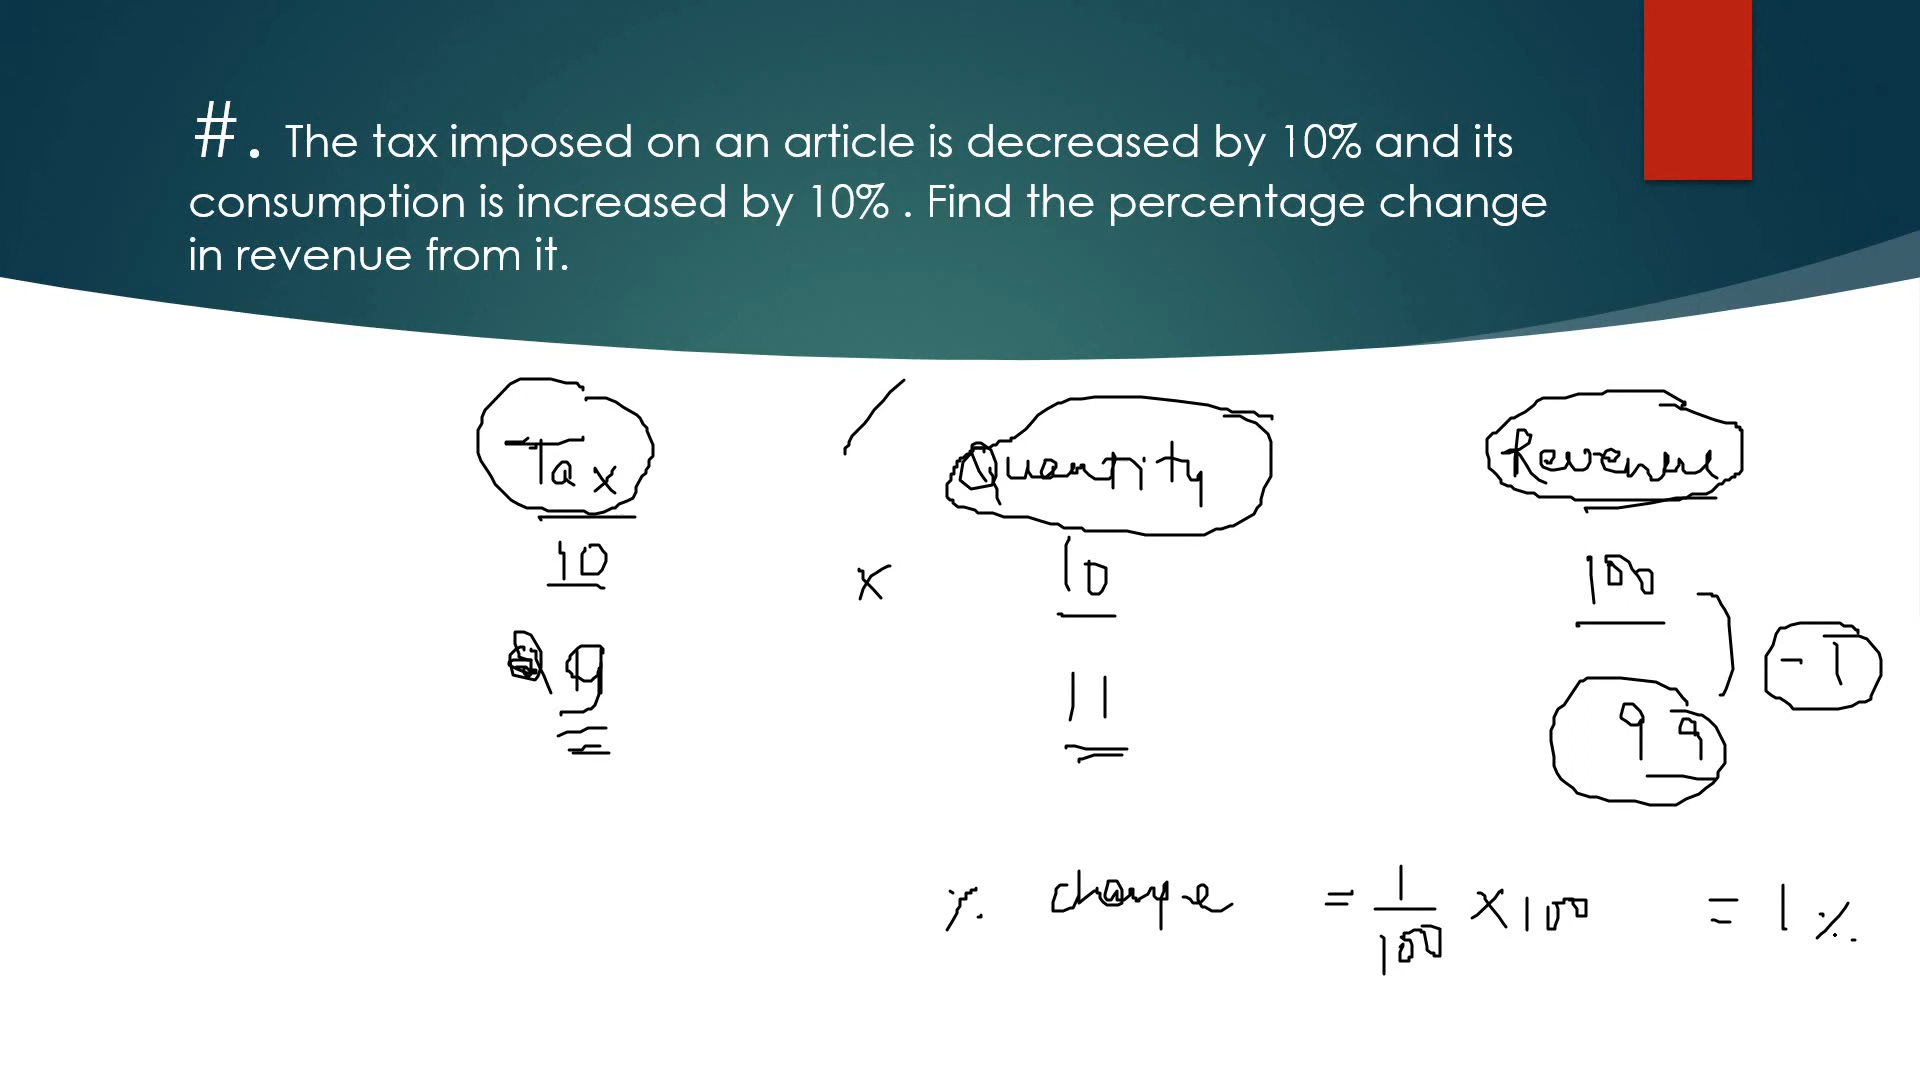 #. The tax imposed on an article is decreased by 10% and its
consumption is increased by 10% . Find the percentage change
in revenue from it.
Tax Quantity Revenue
10 x 10 100
9 11 99 -1
% change = 1/100 x 100 = 1%